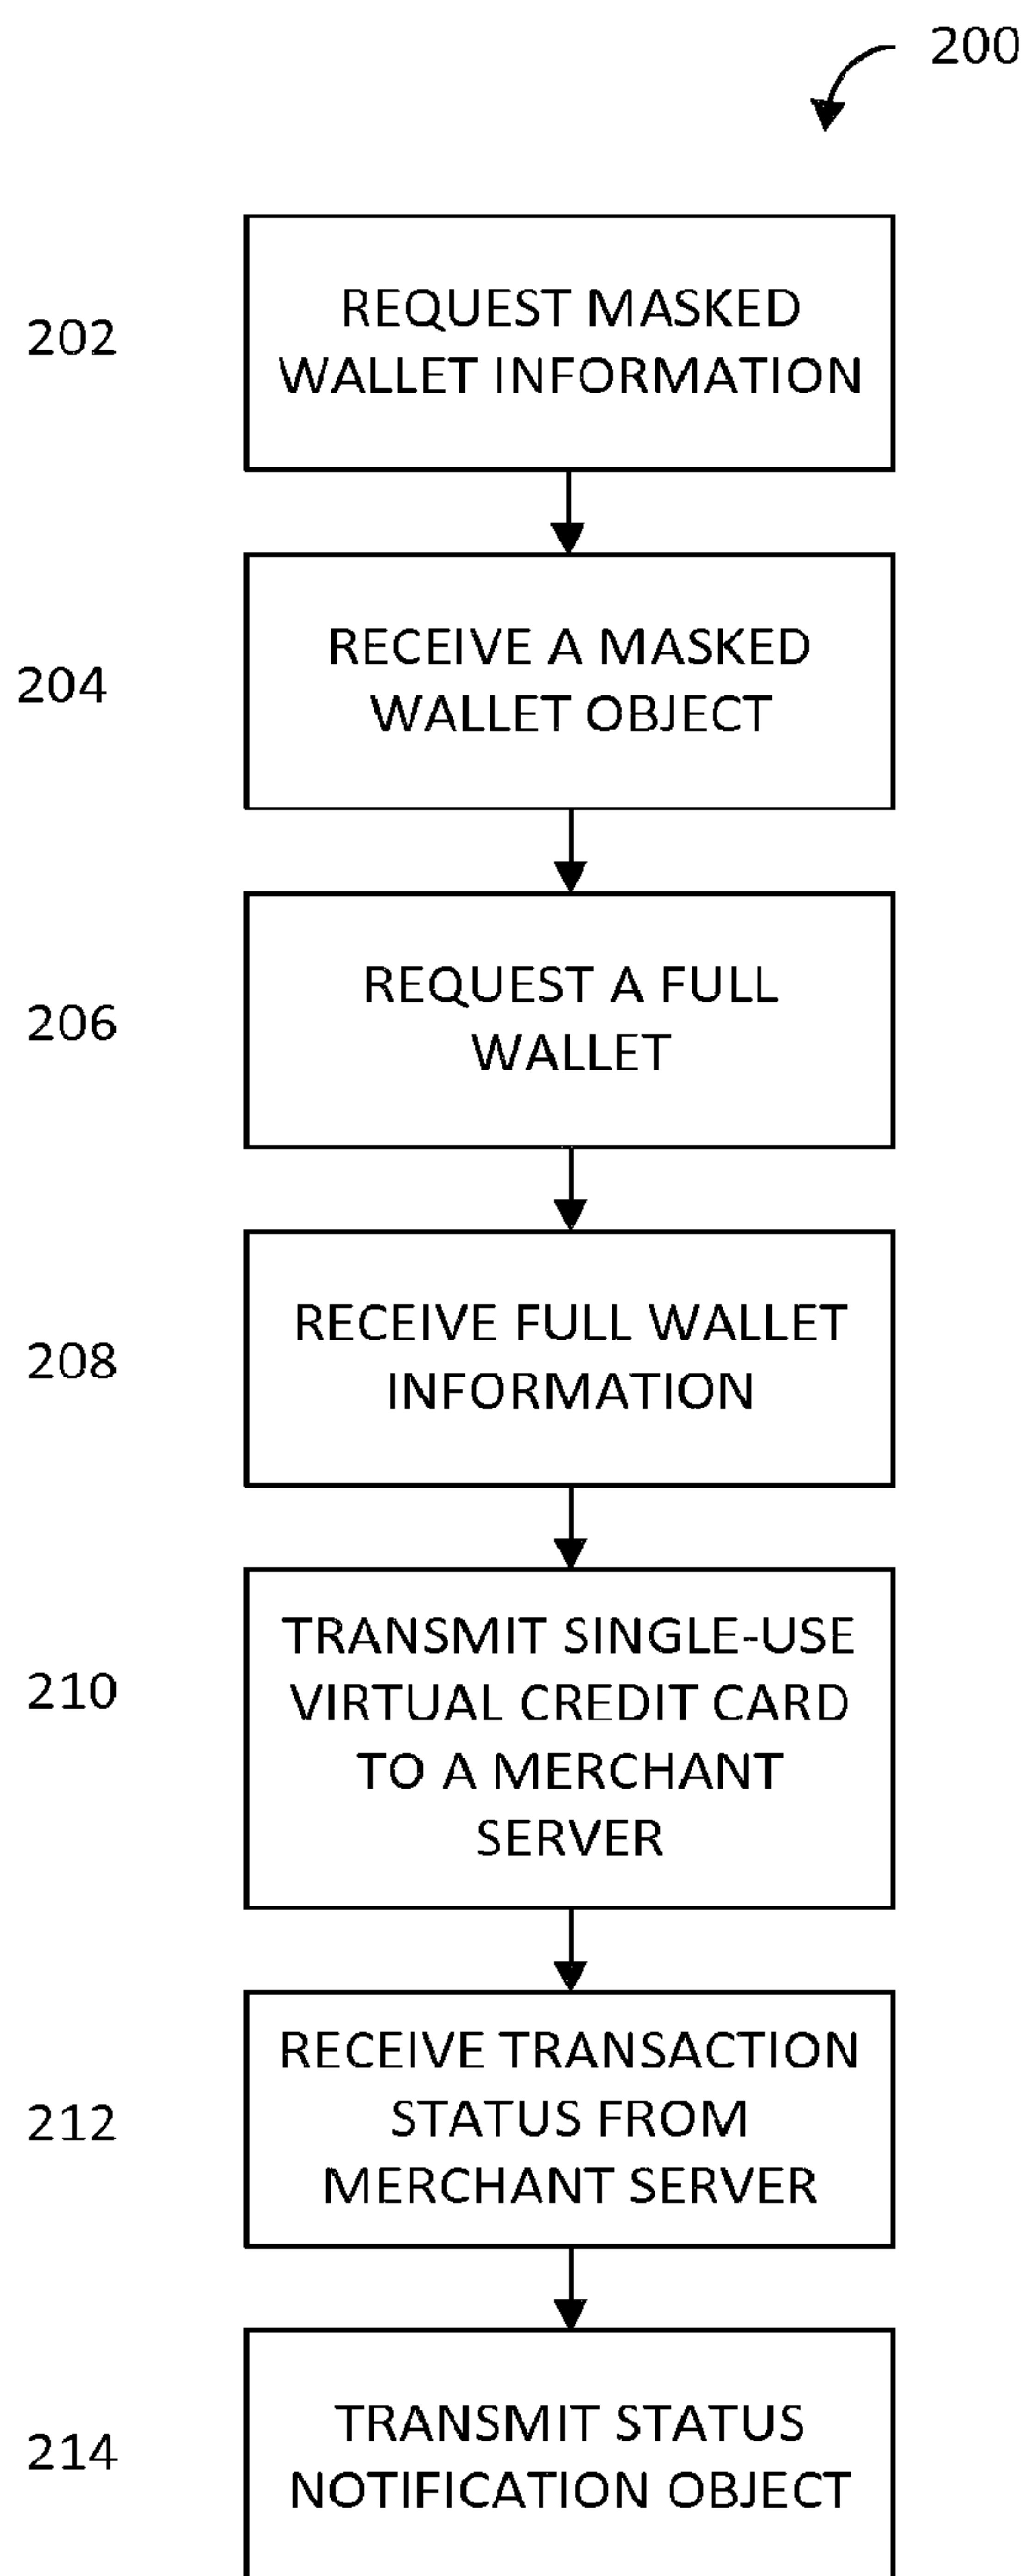 200
202
REQUEST MASKED
WALLET INFORMATION
204
RECEIVE A MASKED
WALLET OBJECT
206
REQUEST A FULL
WALLET
208
RECEIVE FULL WALLET
INFORMATION
210
TRANSMIT SINGLE-USE
VIRTUAL CREDIT CARD
TO A MERCHANT
SERVER
212
RECEIVE TRANSACTION
STATUS FROM
MERCHANT SERVER
214
TRANSMIT STATUS
NOTIFICATION OBJECT